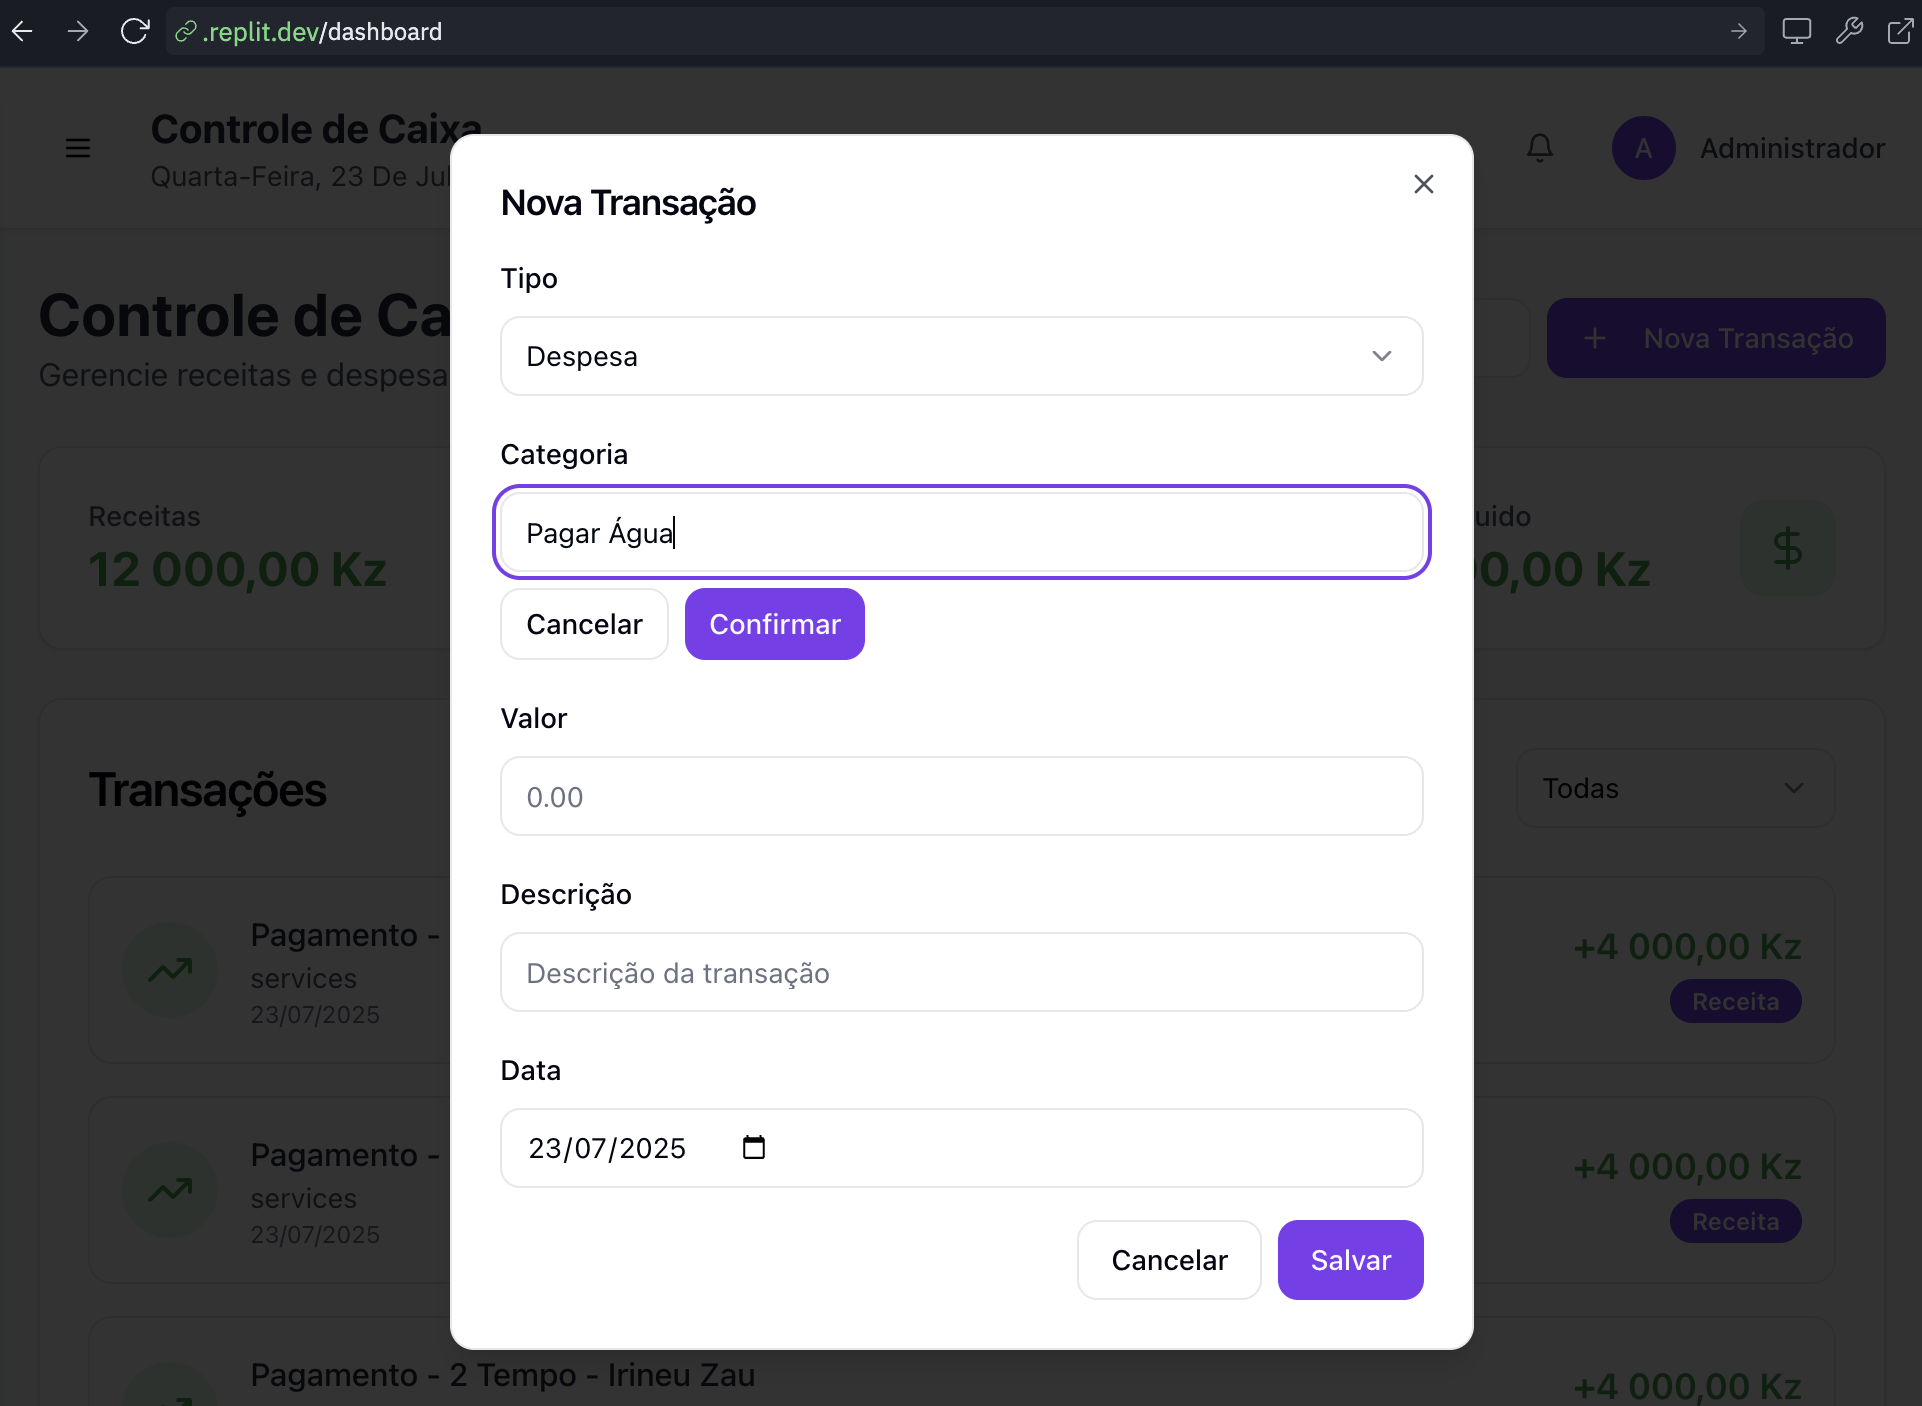 .replit.dev/dashboard
Controle de Caixa
Quarta-Feira, 23 De Jul
A
Administrador
Controle de Ca
Gerencie receitas e despesa
Nova Transação
Receitas
12 000,00 Kz
uido
00,00 Kz
Transações
Todas
Pagamento -
services
23/07/2025
+4 000,00 Kz
Receita
Pagamento -
services
23/07/2025
+4 000,00 Kz
Receita
Pagamento - 2 Tempo - Irineu Zau
+4 000,00 Kz
Nova Transação
Tipo
Despesa
Categoria
Pagar Água
Cancelar
Confirmar
Valor
0.00
Descrição
Descrição da transação
Data
23/07/2025
Cancelar
Salvar